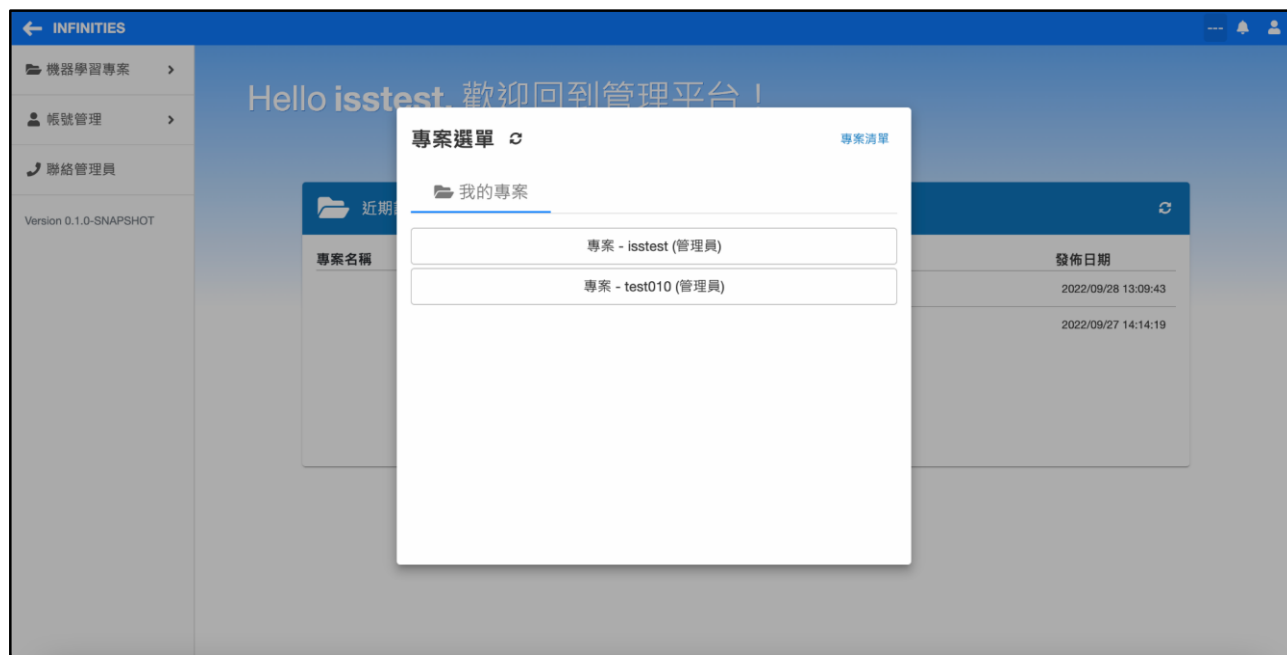 INFINITIES
---
機器學習專案
帳號管理
聯絡管理員
Version 0.1.0-SNAPSHOT
Hello isstest, 歡迎回到管理平台！
專案選單
專案清單
我的專案
專案 - isstest (管理員)
專案 - test010 (管理員)
近期
專案名稱
發佈日期
2022/09/28 13:09:43
2022/09/27 14:14:19